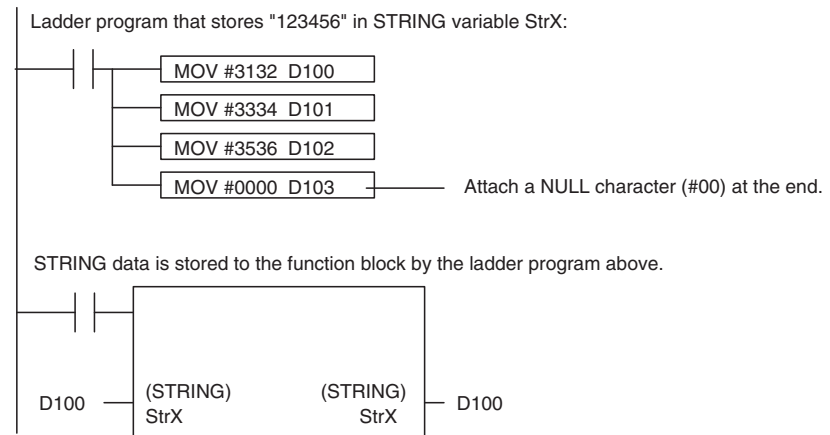 Ladder program that stores "123456" in STRING variable StrX:
MOV #3132 D100
MOV #3334 D101
MOV #3536 D102
MOV #0000 D103
Attach a NULL character (#00) at the end.
STRING data is stored to the function block by the ladder program above.
(STRING) (STRING)
D100 StrX StrX D100